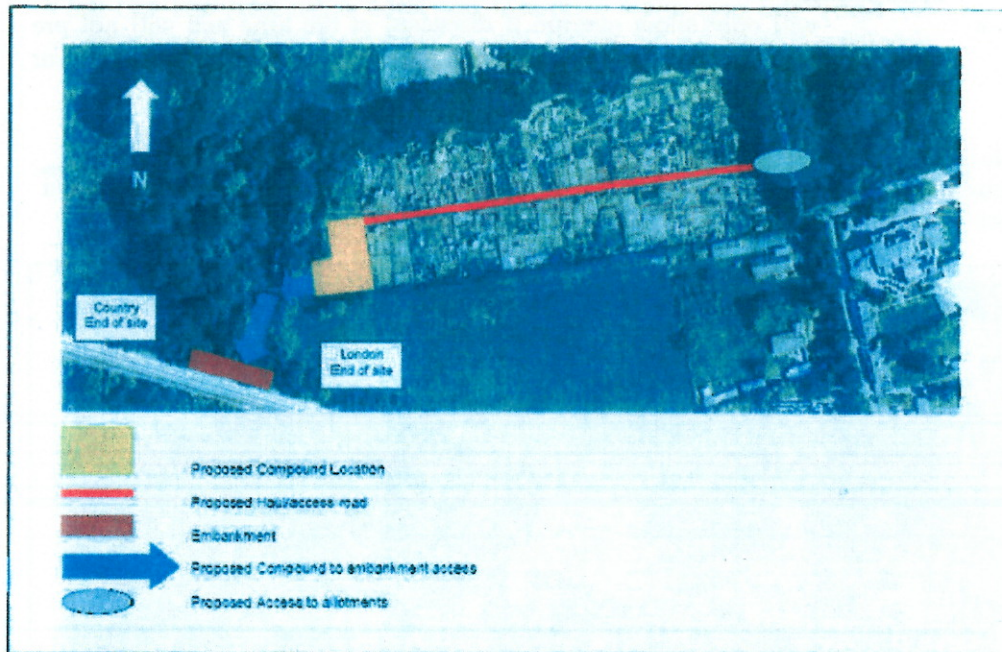 N
Country
End of site
London
End of site
Proposed Compound Location
Proposed Haul/access road
Embankment
Proposed Compound to embankment access
Proposed Access to allotments